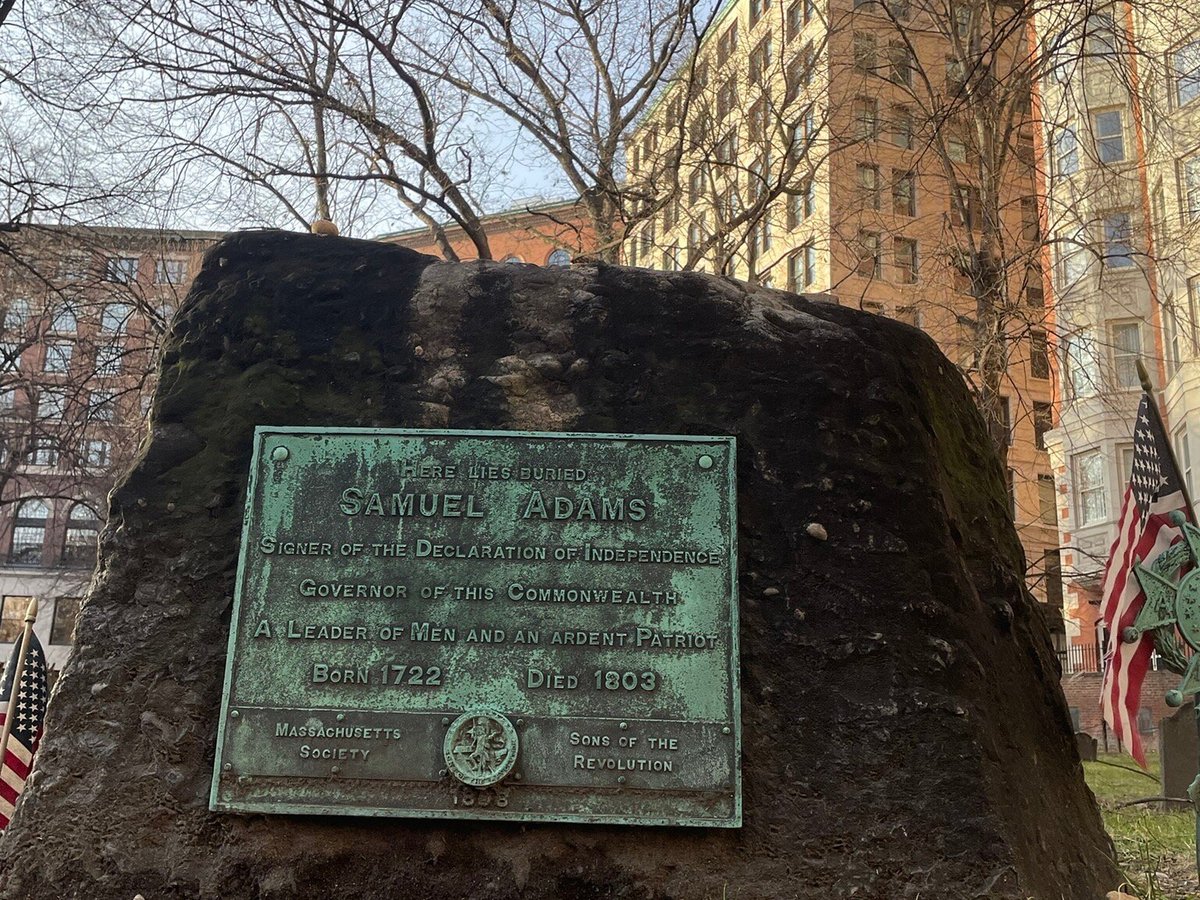 HERE LIES BURIED
SAMUEL ADAMS
SIGNER OF THE DECLARATION OF INDEPENDENCE
GOVERNOR OF THIS COMMONWEALTH
A LEADER OF MEN AND AN ARDENT PATRIOT
BORN 1722 DIED 1803
MASSACHUSETTS SOCIETY
SONS OF THE REVOLUTION
1898